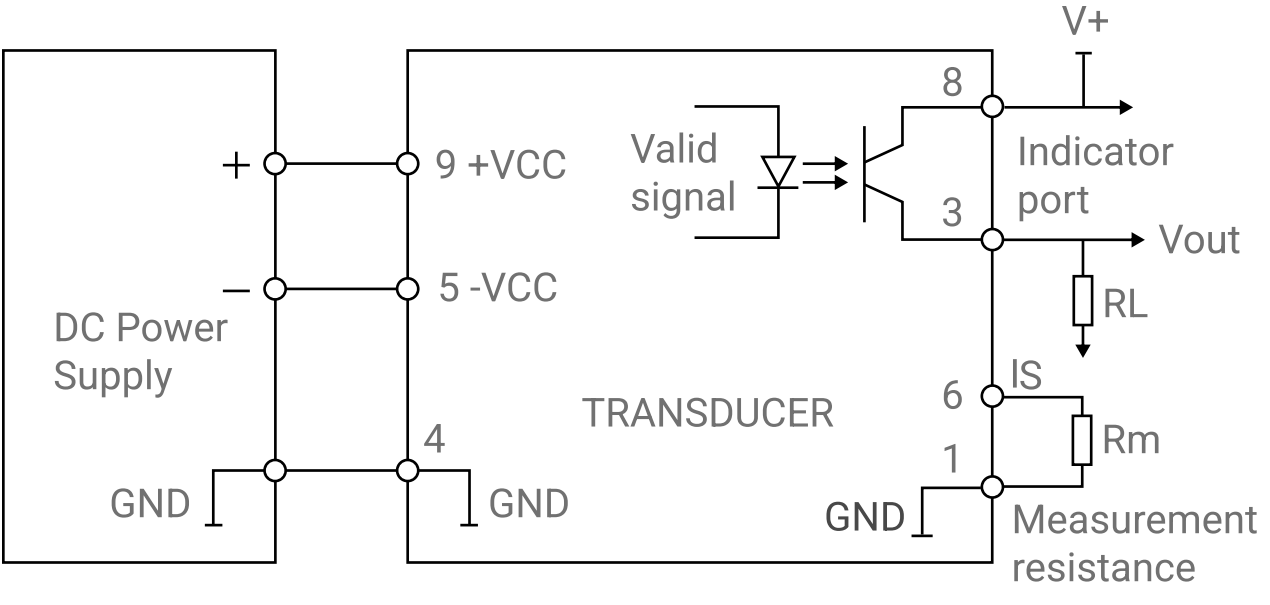 V+
8
Valid
signal
Indicator
port
+
9 +VCC
3
Vout
−
5 -VCC
RL
DC Power
Supply
IS
6
TRANSDUCER
4
Rm
1
GND
GND
GND
Measurement
resistance